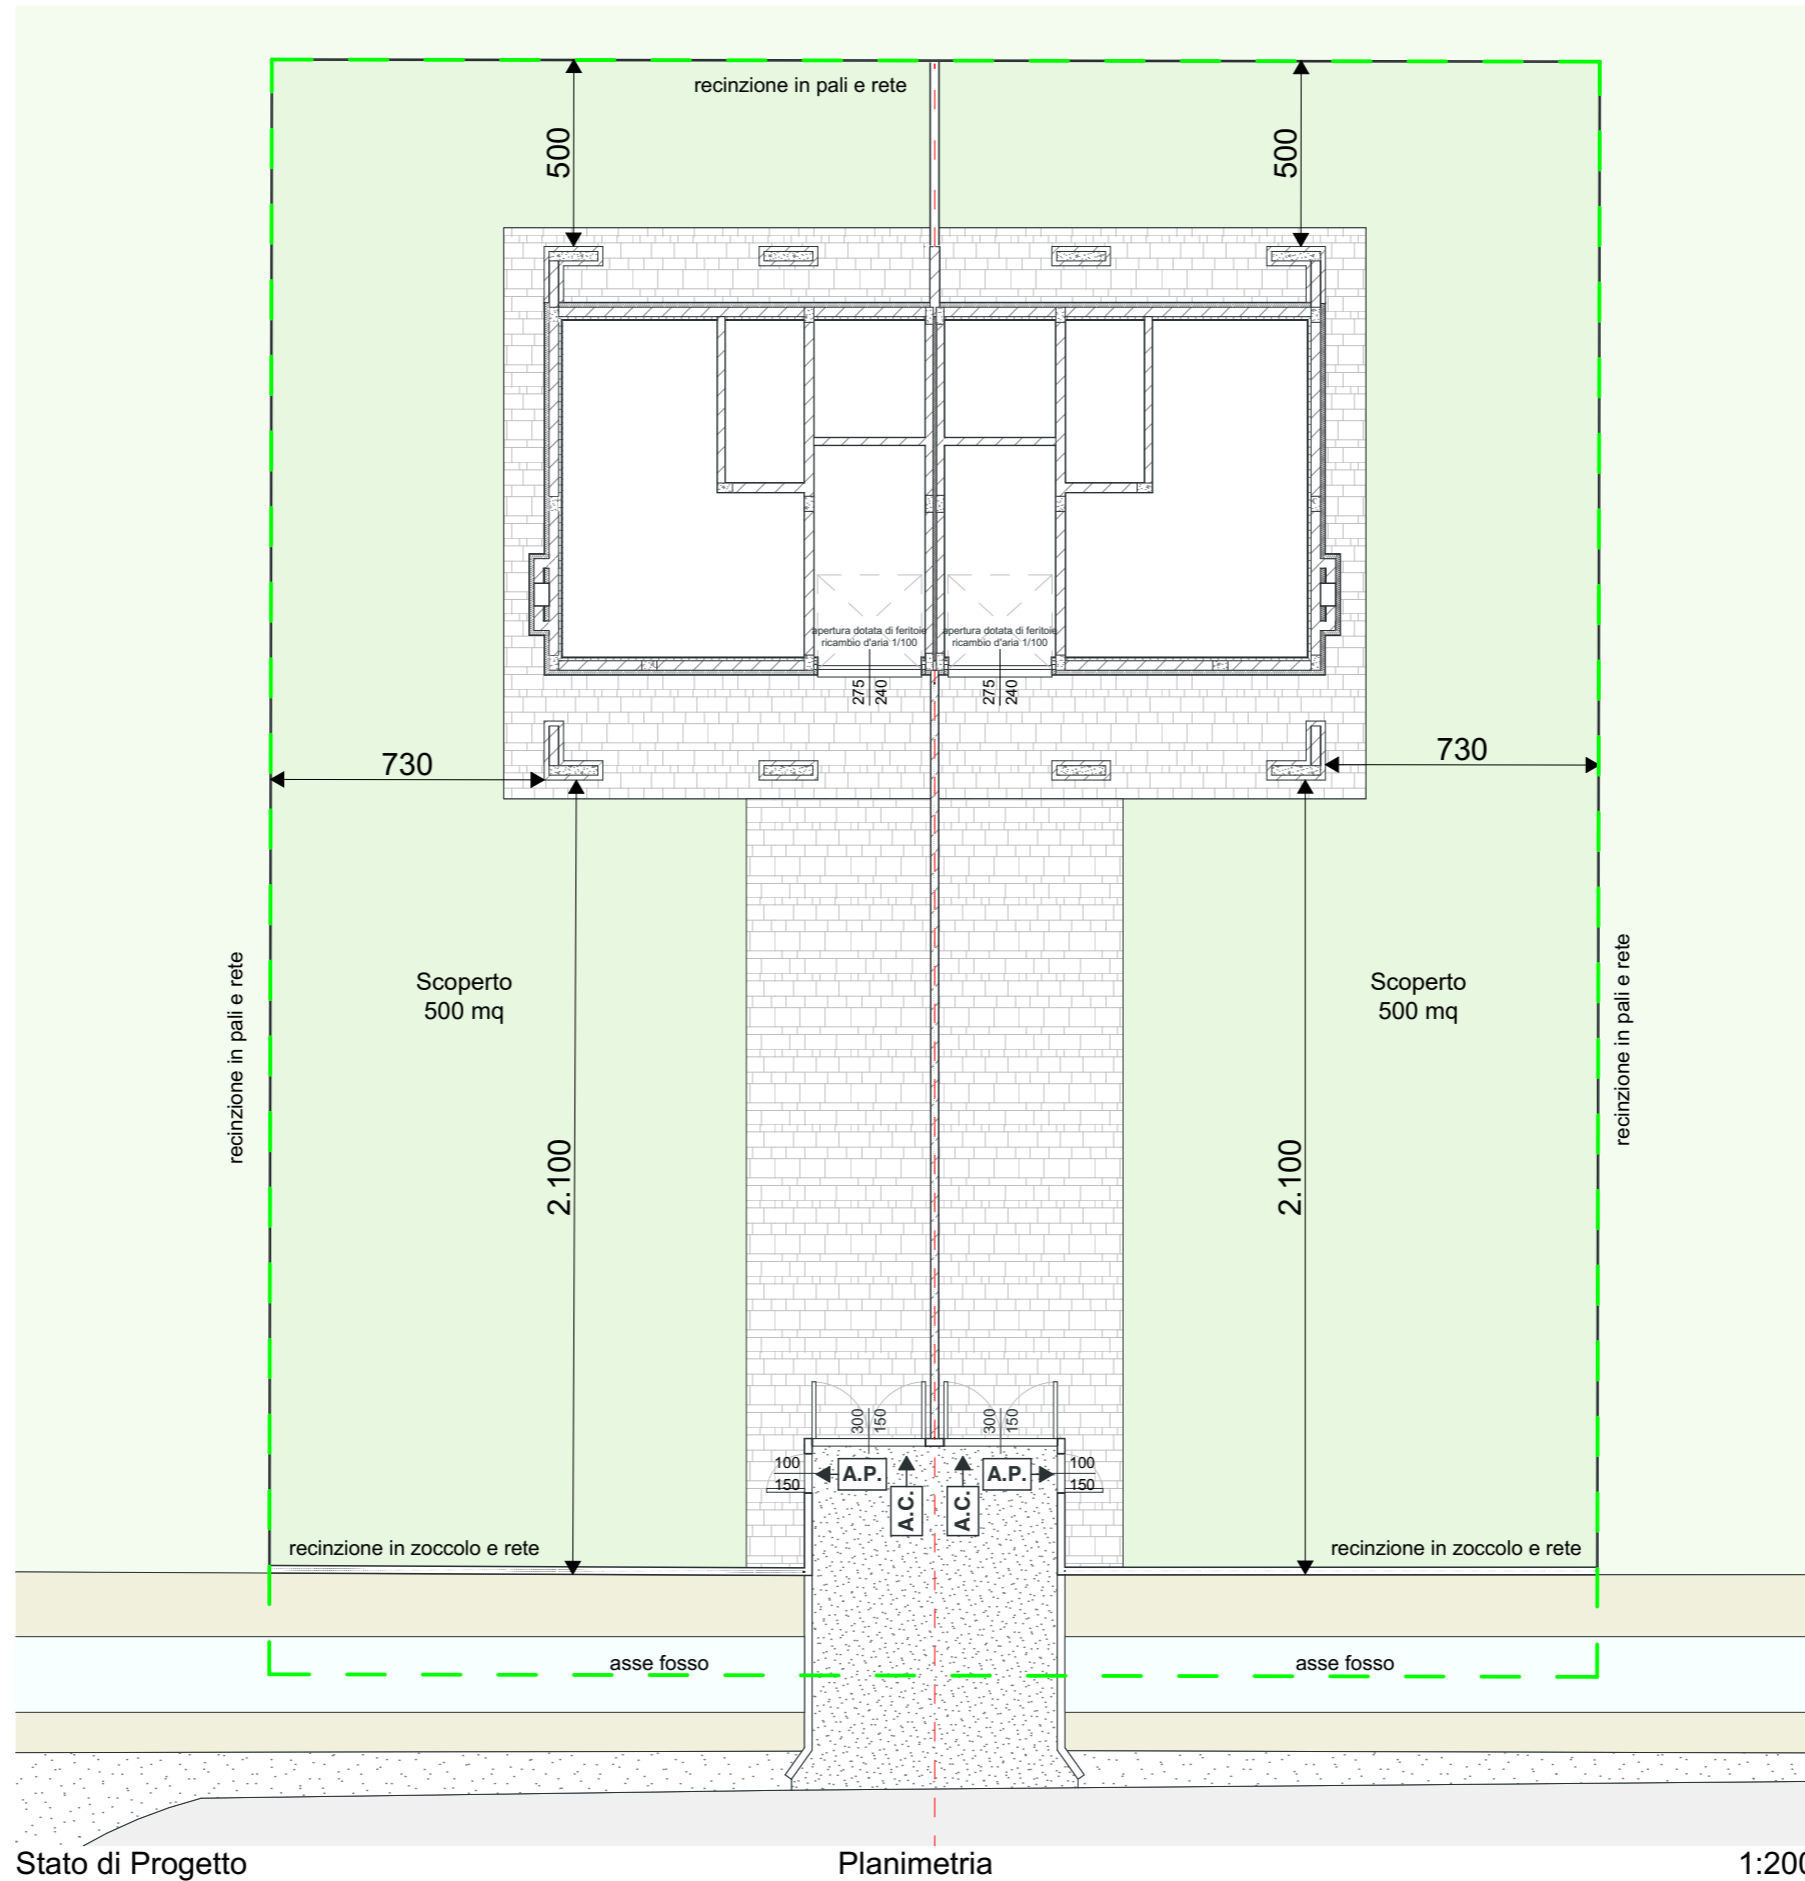 recinzione in pali e rete
500
500
apertura dotata di feritoie
ricambio d'aria 1/100
apertura dotata di feritoie
ricambio d'aria 1/100
275
240
275
240
730
730
recinzione in pali e rete
Scoperto
500 mq
Scoperto
500 mq
recinzione in pali e rete
2.100
2.100
300
150
300
150
100
150
A.P.
A.C.
A.C.
A.P.
100
150
recinzione in zoccolo e rete
recinzione in zoccolo e rete
asse fosso
asse fosso
Stato di Progetto
Planimetria
1:200